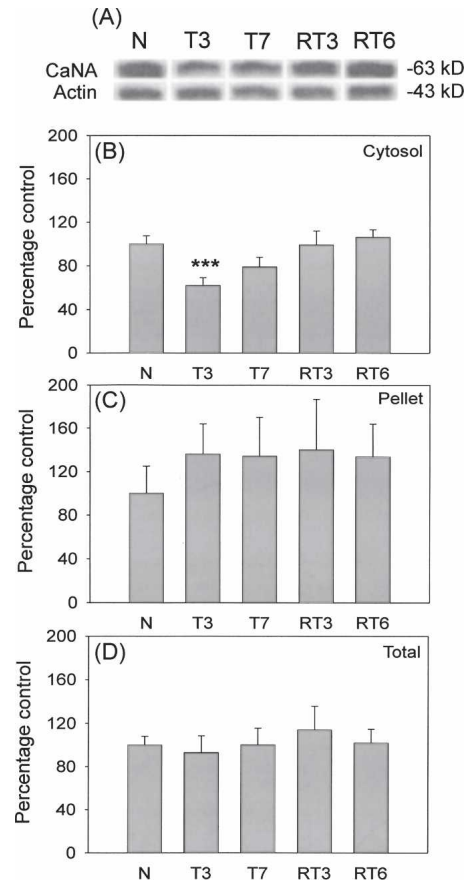 (A)
N T3 T7 RT3 RT6
CaNA -63 kD
Actin -43 kD
(B) Cytosol
Percentage control
200
160
120
80
40
0
***
N T3 T7 RT3 RT6
(C) Pellet
Percentage control
200
160
120
80
40
0
N T3 T7 RT3 RT6
(D) Total
Percentage control
200
160
120
80
40
0
N T3 T7 RT3 RT6